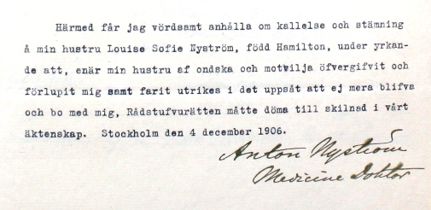 Härmed får jag vördsamt anhålla om kallelse och stämning
å min hustru Louise Sofie Nyström, född Hamilton, under yrkan-
de att, enär min hustru af ondska och motvilja öfvergifvit och
förlupit mig samt farit utrikes i det uppsåt att ej mera blifva
och bo med mig, Rådstufvurätten måtte döma till skilnad i vårt
äktenskap. Stockholm den 4 december 1906.
Anton Nyström
Medicine Doktor